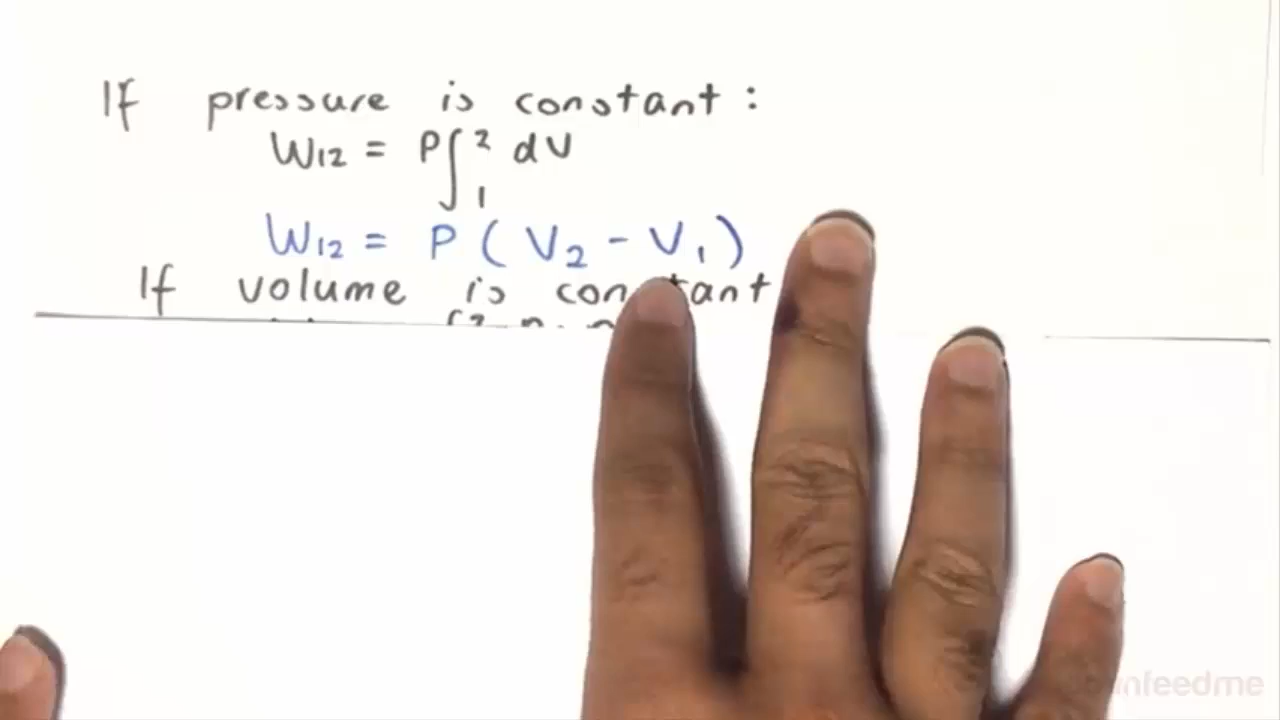 If pressure is constant :
W12 = P∫₁² dV
W12 = P ( V2 - V1 )
If volume is constant